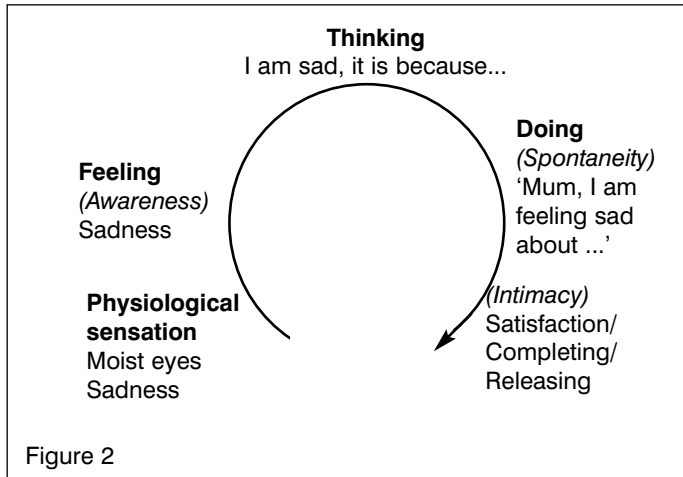 Thinking
I am sad, it is because...
Doing
(Spontaneity)
‘Mum, I am
feeling sad
about ...’
Feeling
(Awareness)
Sadness
Physiological
sensation
Moist eyes
Sadness
(Intimacy)
Satisfaction/
Completing/
Releasing
Figure 2